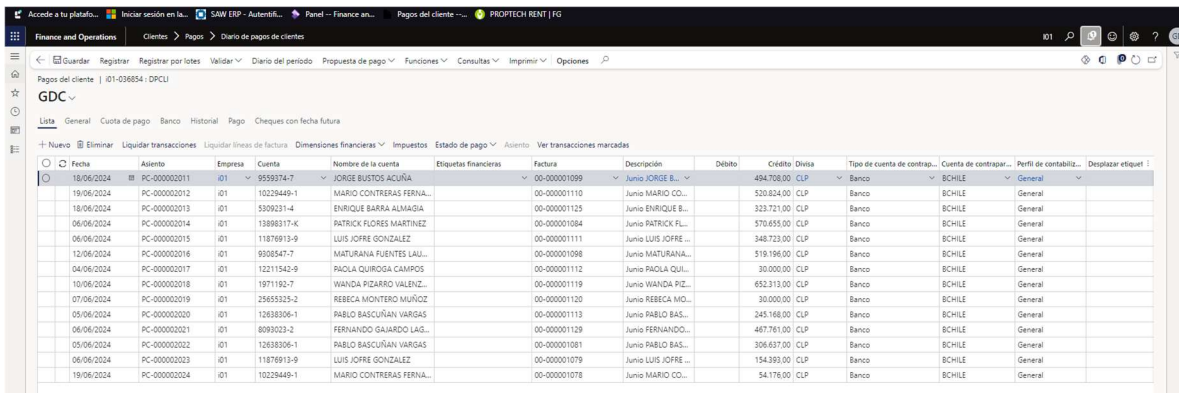 Accede a tu platafo... Iniciar sesión en la... SAW ERP - Autentifi... Panel -- Finance an... Pagos del cliente --... PROPTECH RENT | FG
Finance and Operations Clientes > Pagos > Diario de pagos de clientes I01 ?
Guardar Registrar Registrar por lotes Validar Diario del período Propuesta de pago Funciones Consultas Imprimir Opciones
Pagos del cliente | i01-036854 : DPCLI
GDC
Lista General Cuota de pago Banco Historial Pago Cheques con fecha futura
+ Nuevo Eliminar Liquidar transacciones Liquidar líneas de factura Dimensiones financieras Impuestos Estado de pago Asiento Ver transacciones marcadas
Fecha Asiento Empresa Cuenta Nombre de la cuenta Etiquetas financieras Factura Descripción Débito Crédito Divisa Tipo de cuenta de contrap... Cuenta de contrapar... Perfil de contabiliz... Desplazar etiquet
18/06/2024 PC-000002011 i01 9559374-7 JORGE BUSTOS ACUÑA 00-000001099 Junio JORGE B... 494.708,00 CLP Banco BCHILE General
19/06/2024 PC-000002012 i01 10229449-1 MARIO CONTRERAS FERNA... 00-000001110 Junio MARIO CO... 520.824,00 CLP Banco BCHILE General
18/06/2024 PC-000002013 i01 5309231-4 ENRIQUE BARRA ALMAGIA 00-000001125 Junio ENRIQUE B... 323.721,00 CLP Banco BCHILE General
06/06/2024 PC-000002014 i01 13898317-K PATRICK FLORES MARTINEZ 00-000001084 Junio PATRICK FL... 570.655,00 CLP Banco BCHILE General
06/06/2024 PC-000002015 i01 11876913-9 LUIS JOFRE GONZALEZ 00-000001111 Junio LUIS JOFRE ... 348.723,00 CLP Banco BCHILE General
12/06/2024 PC-000002016 i01 9308547-7 MATURANA FUENTES LAU... 00-000001098 Junio MATURANA... 519.196,00 CLP Banco BCHILE General
04/06/2024 PC-000002017 i01 12211542-9 PAOLA QUIROGA CAMPOS 00-000001112 Junio PAOLA QUI... 30.000,00 CLP Banco BCHILE General
10/06/2024 PC-000002018 i01 1971192-7 WANDA PIZARRO VALENZ... 00-000001119 Junio WANDA PIZ... 652.313,00 CLP Banco BCHILE General
07/06/2024 PC-000002019 i01 25655325-2 REBECA MONTERO MUÑOZ 00-000001120 Junio REBECA MO... 30.000,00 CLP Banco BCHILE General
05/06/2024 PC-000002020 i01 12638306-1 PABLO BASCUÑAN VARGAS 00-000001113 Junio PABLO BAS... 245.168,00 CLP Banco BCHILE General
06/06/2024 PC-000002021 i01 8093023-2 FERNANDO GAJARDO LAG... 00-000001129 Junio FERNANDO... 467.761,00 CLP Banco BCHILE General
05/06/2024 PC-000002022 i01 12638306-1 PABLO BASCUÑAN VARGAS 00-000001081 Junio PABLO BAS... 306.637,00 CLP Banco BCHILE General
06/06/2024 PC-000002023 i01 11876913-9 LUIS JOFRE GONZALEZ 00-000001079 Junio LUIS JOFRE ... 154.393,00 CLP Banco BCHILE General
19/06/2024 PC-000002024 i01 10229449-1 MARIO CONTRERAS FERNA... 00-000001078 Junio MARIO CO... 54.176,00 CLP Banco BCHILE General